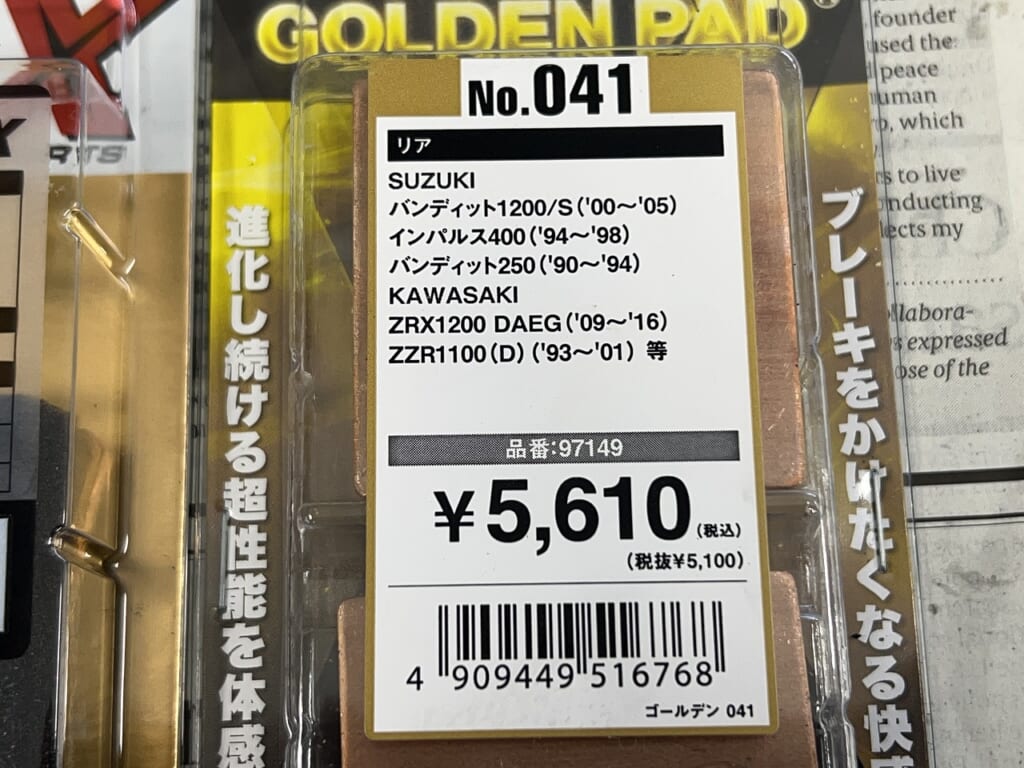 GOLDEN PAD
No.041
リア
SUZUKI
バンディット1200/S('00〜'05)
インパルス400('94〜'98)
バンディット250('90〜'94)
KAWASAKI
ZRX1200 DAEG('09〜'16)
ZZR1100(D)('93〜'01) 等
品番:97149
¥5,610(税込)
(税抜¥5,100)
4 909449 516768
ゴールデン 041
進化し続ける超性能を体感
ブレーキをかけたくなる快感
founder
used the
peace
which
to live
my
expressed
of the